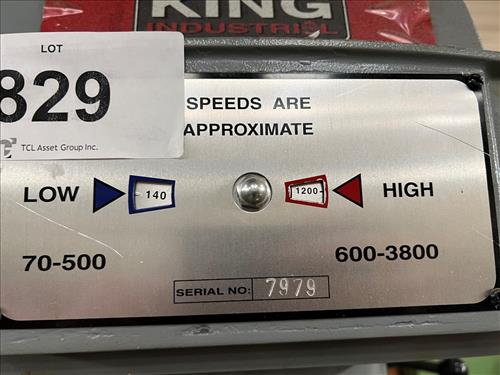 KING
INDUSTRIAL
LOT
829
TCL Asset Group Inc.
SPEEDS ARE
APPROXIMATE
LOW 140 1200 HIGH
70-500 600-3800
SERIAL NO: 7979